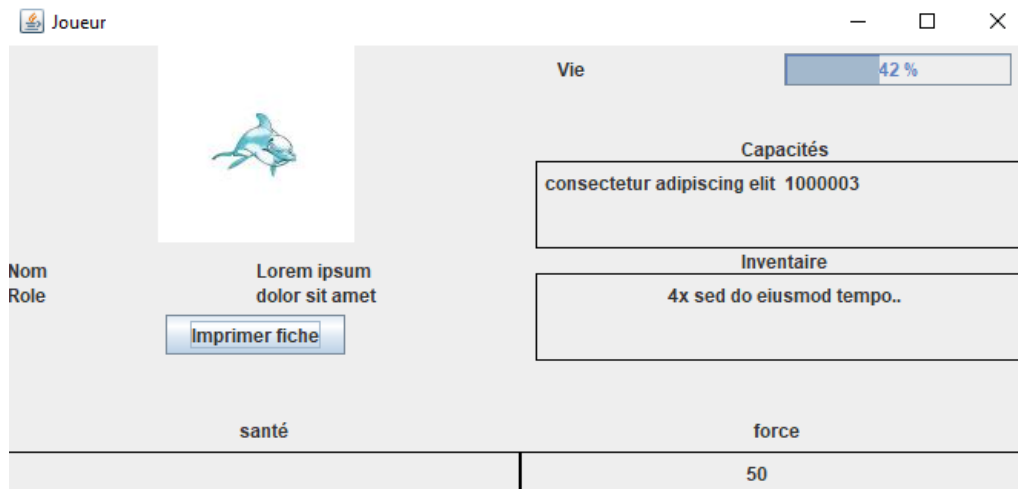 Joueur
Vie
42 %
Capacités
consectetur adipiscing elit 1000003
Inventaire
4x sed do eiusmod tempo..
Nom Lorem ipsum
Role dolor sit amet
Imprimer fiche
santé force
50